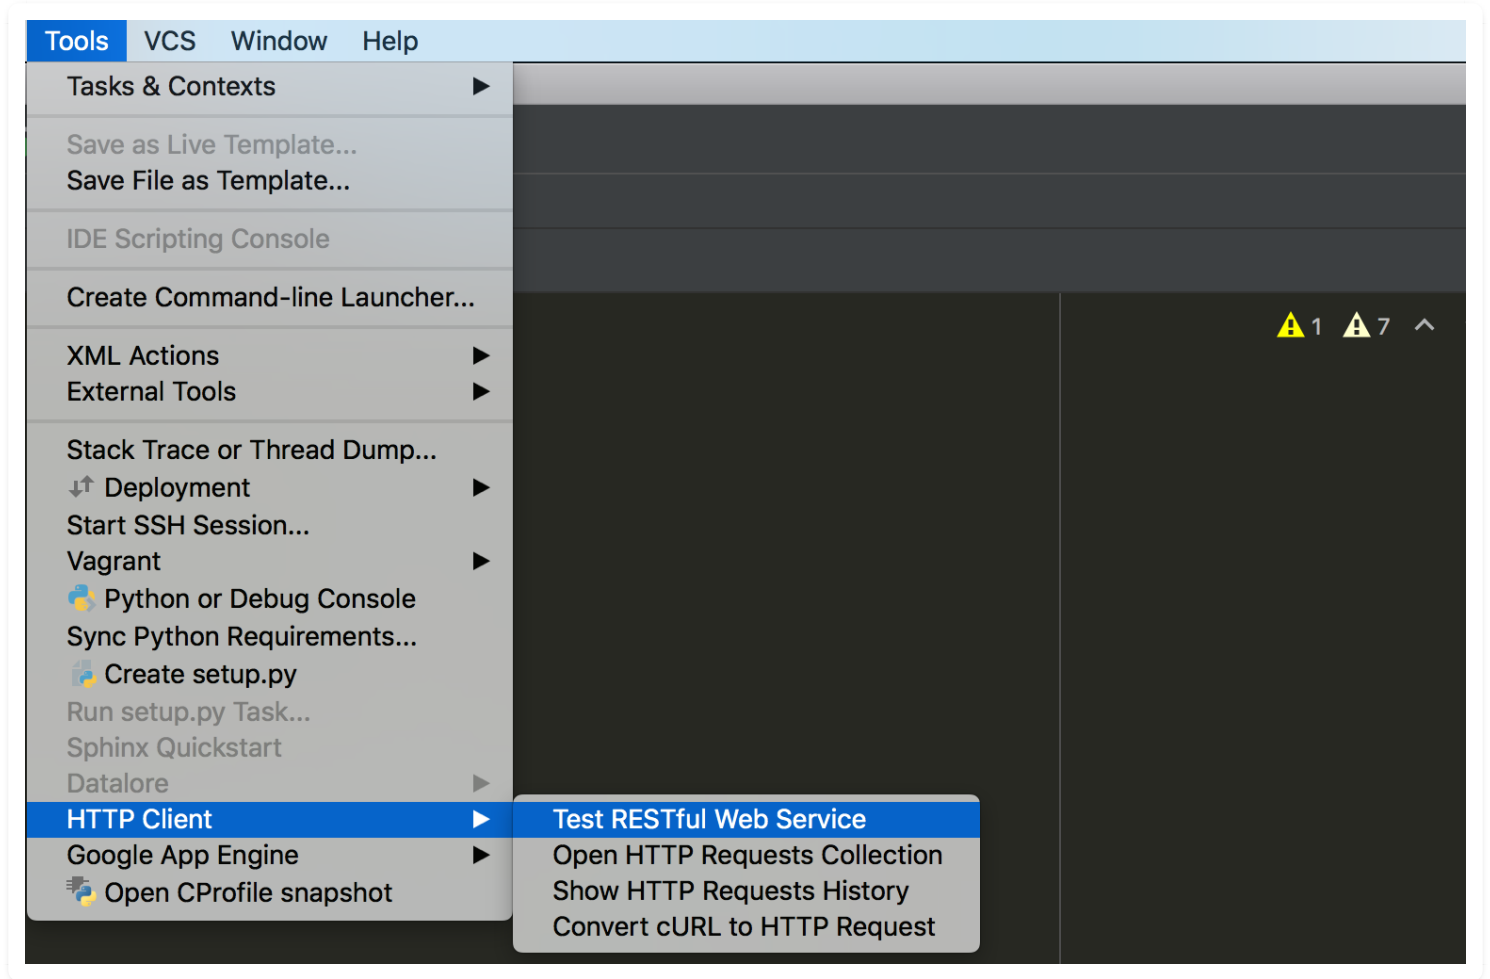 Tools VCS Window Help
Tasks & Contexts
Save as Live Template...
Save File as Template...
IDE Scripting Console
Create Command-line Launcher...
XML Actions
External Tools
Stack Trace or Thread Dump...
Deployment
Start SSH Session...
Vagrant
Python or Debug Console
Sync Python Requirements...
Create setup.py
Run setup.py Task...
Sphinx Quickstart
Datalore
HTTP Client
Google App Engine
Open CProfile snapshot
Test RESTful Web Service
Open HTTP Requests Collection
Show HTTP Requests History
Convert cURL to HTTP Request
1 7